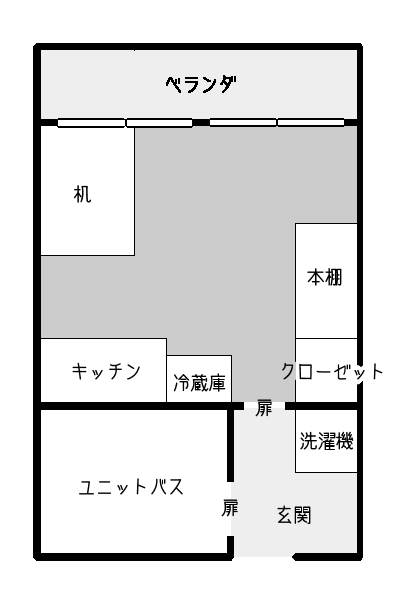 ベランダ
机
本棚
キッチン
冷蔵庫
クローゼット
扉
洗濯機
ユニットバス
扉
玄関